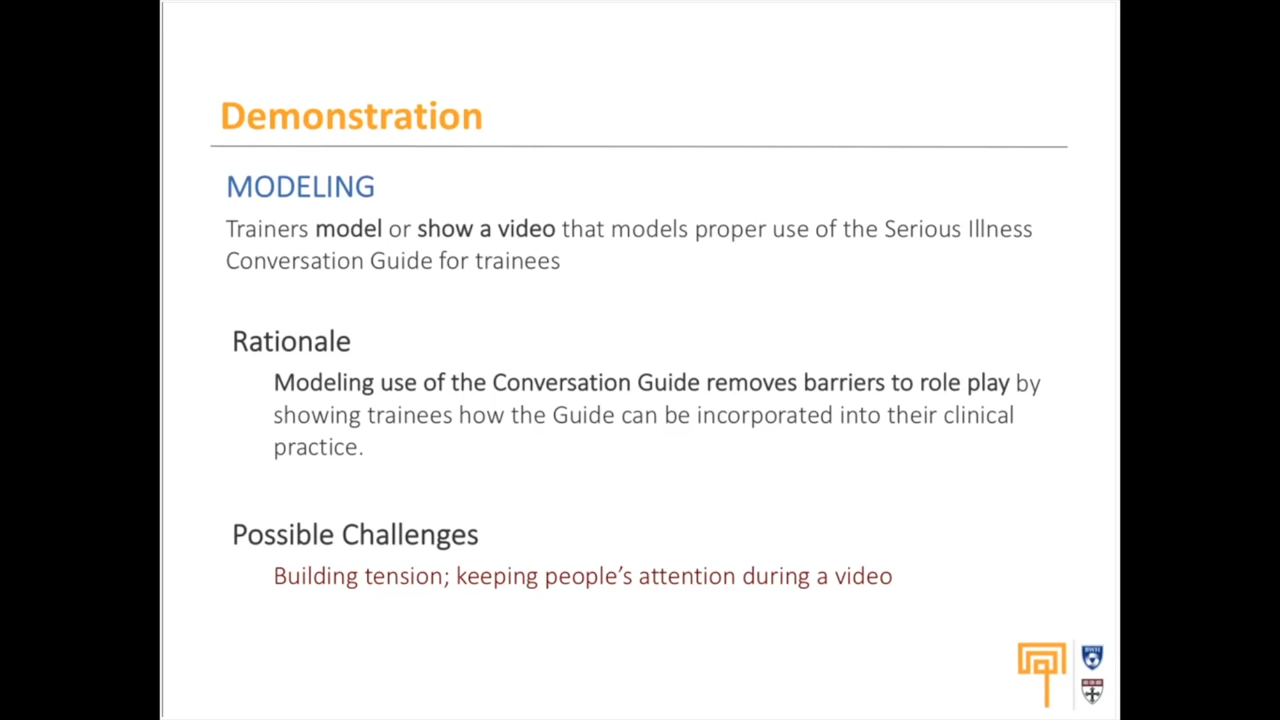 Demonstration
MODELING
Trainers model or show a video that models proper use of the Serious Illness
Conversation Guide for trainees
Rationale
Modeling use of the Conversation Guide removes barriers to role play by
showing trainees how the Guide can be incorporated into their clinical
practice.
Possible Challenges
Building tension; keeping people’s attention during a video
BWH